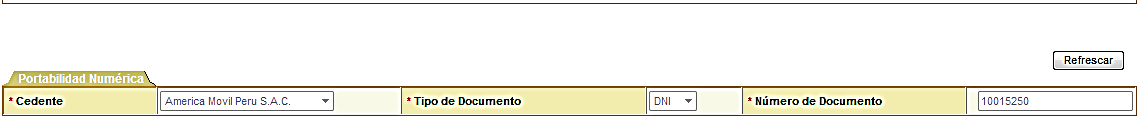 Refrescar
Portabilidad Numérica
* Cedente America Movil Peru S.A.C. * Tipo de Documento DNI * Número de Documento 10015250